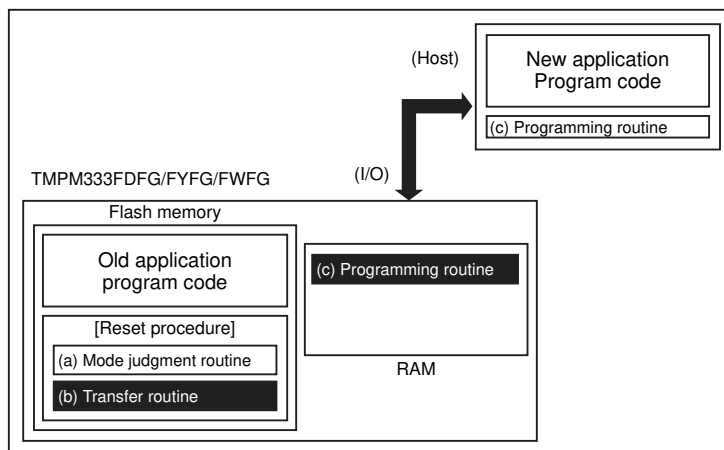 (Host)
New application
Program code
(c) Programming routine
(I/O)
TMPM333FDFG/FYFG/FWFG
Flash memory
Old application
program code
[Reset procedure]
(a) Mode judgment routine
(b) Transfer routine
(c) Programming routine
RAM